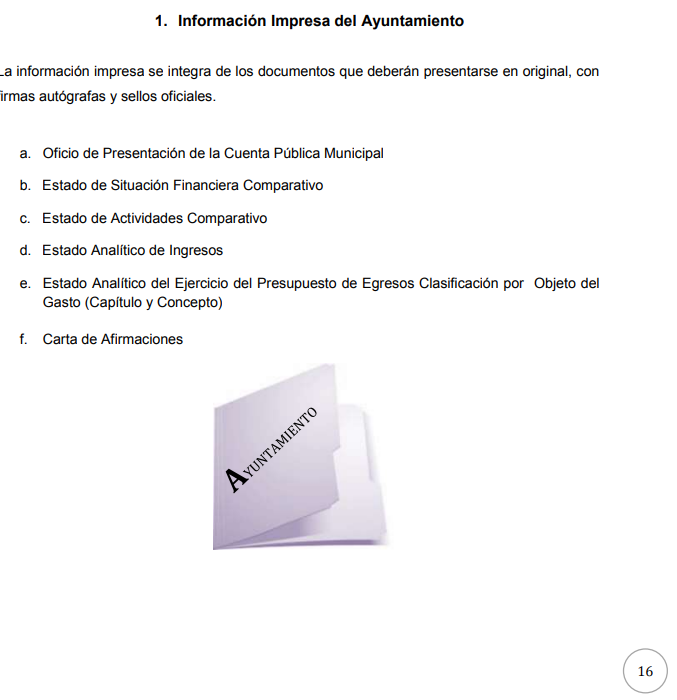 1. Información Impresa del Ayuntamiento
La información impresa se integra de los documentos que deberán presentarse en original, con
firmas autógrafas y sellos oficiales.
a. Oficio de Presentación de la Cuenta Pública Municipal
b. Estado de Situación Financiera Comparativo
c. Estado de Actividades Comparativo
d. Estado Analítico de Ingresos
e. Estado Analítico del Ejercicio del Presupuesto de Egresos Clasificación por Objeto del
Gasto (Capítulo y Concepto)
f. Carta de Afirmaciones
AYUNTAMIENTO
16